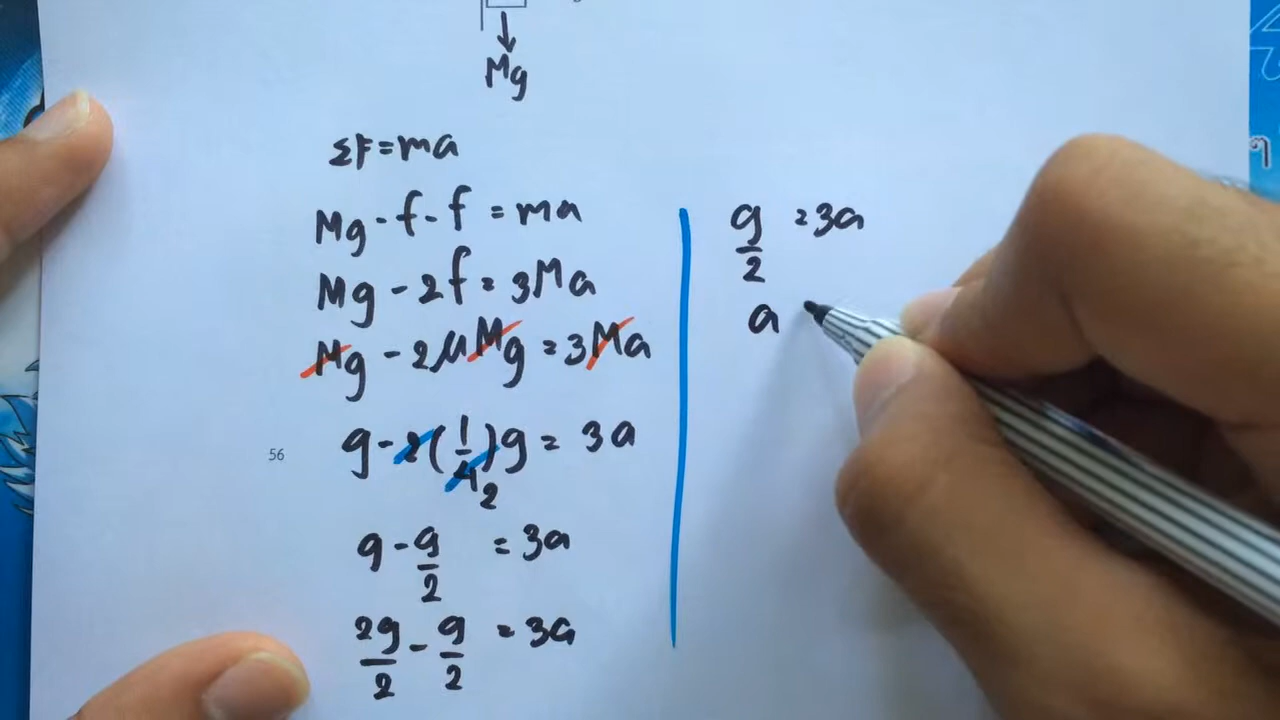 Mg
ΣF=ma
Mg-f-f=ma
Mg-2f=3Ma
Mg-2μMg=3Ma
g-2(1/4)g=3a
2
g-g/2=3a
2g/2-g/2=3a
56
g/2=3a
a